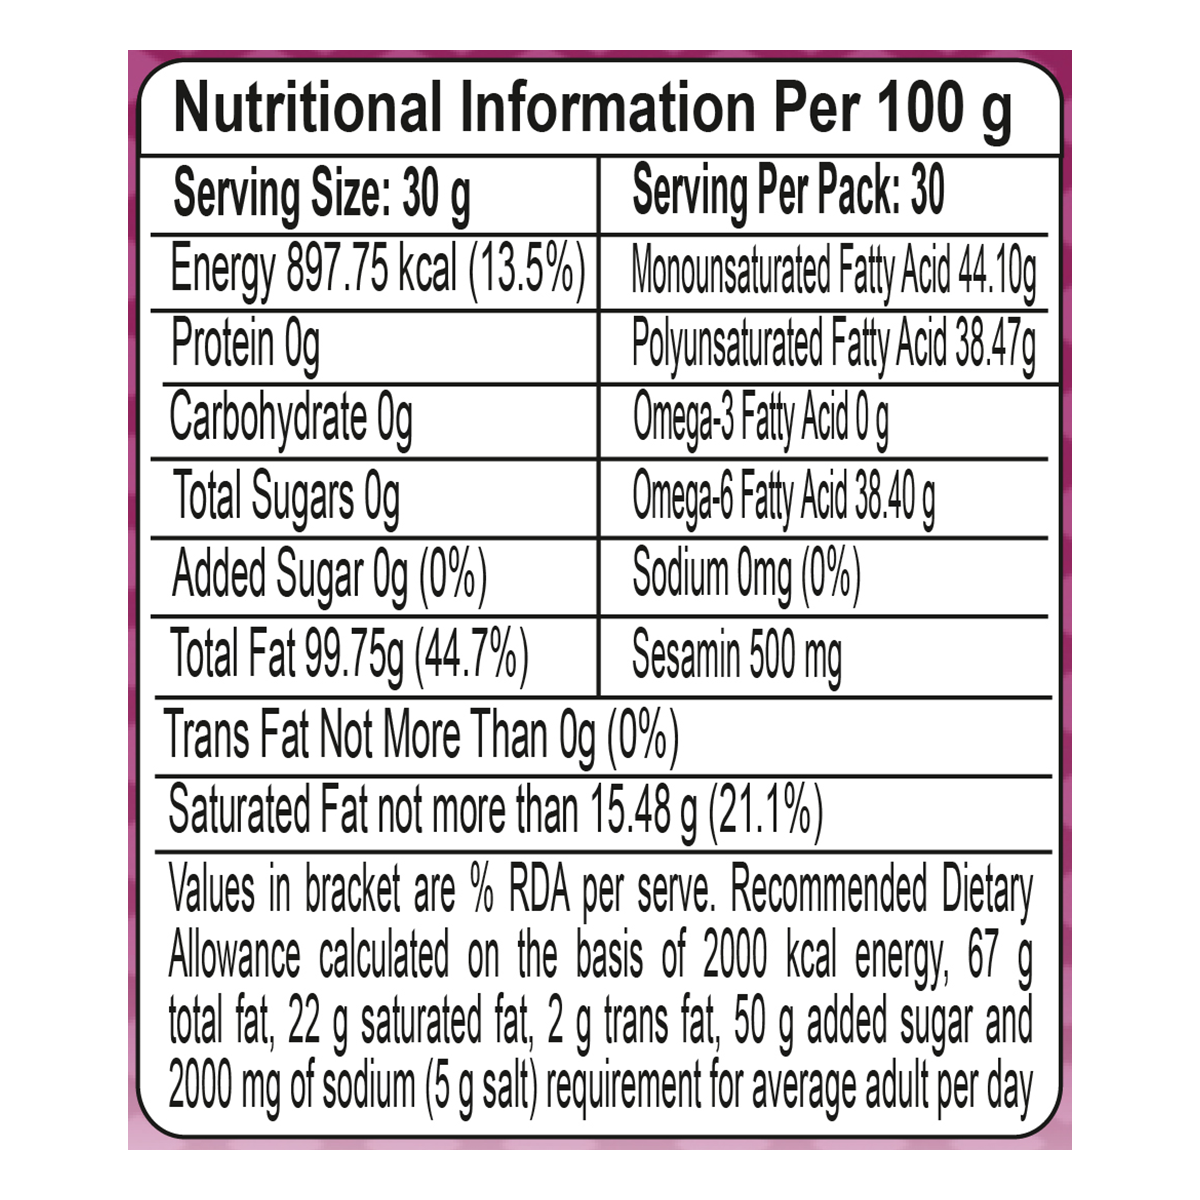 Nutritional Information Per 100 g
Serving Size: 30 g
Serving Per Pack: 30
Energy 897.75 kcal (13.5%)
Monounsaturated Fatty Acid 44.10g
Protein 0g
Polyunsaturated Fatty Acid 38.47g
Carbohydrate 0g
Omega-3 Fatty Acid 0 g
Total Sugars 0g
Omega-6 Fatty Acid 38.40 g
Added Sugar 0g (0%)
Sodium 0mg (0%)
Total Fat 99.75g (44.7%)
Sesamin 500 mg
Trans Fat Not More Than 0g (0%)
Saturated Fat not more than 15.48 g (21.1%)
Values in bracket are % RDA per serve. Recommended Dietary
Allowance calculated on the basis of 2000 kcal energy, 67 g
total fat, 22 g saturated fat, 2 g trans fat, 50 g added sugar and
2000 mg of sodium (5 g salt) requirement for average adult per day